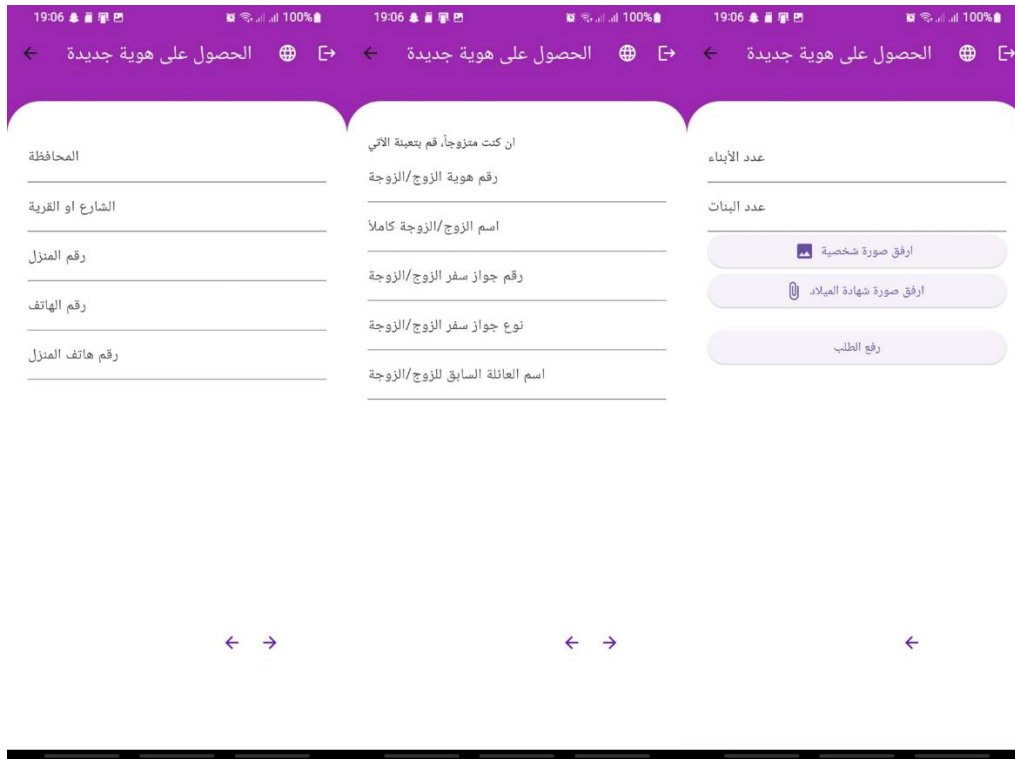 19:06 100%
الحصول على هوية جديدة
المحافظة
الشارع او القرية
رقم المنزل
رقم الهاتف
رقم هاتف المنزل
19:06 100%
الحصول على هوية جديدة
ان كنت متزوجاً، قم بتعبئة الآتي
رقم هوية الزوج/الزوجة
اسم الزوج/الزوجة كاملاً
رقم جواز سفر الزوج/الزوجة
نوع جواز سفر الزوج/الزوجة
اسم العائلة السابق للزوج/الزوجة
19:06 100%
الحصول على هوية جديدة
عدد الأبناء
عدد البنات
ارفق صورة شخصية
ارفق صورة شهادة الميلاد
رفع الطلب